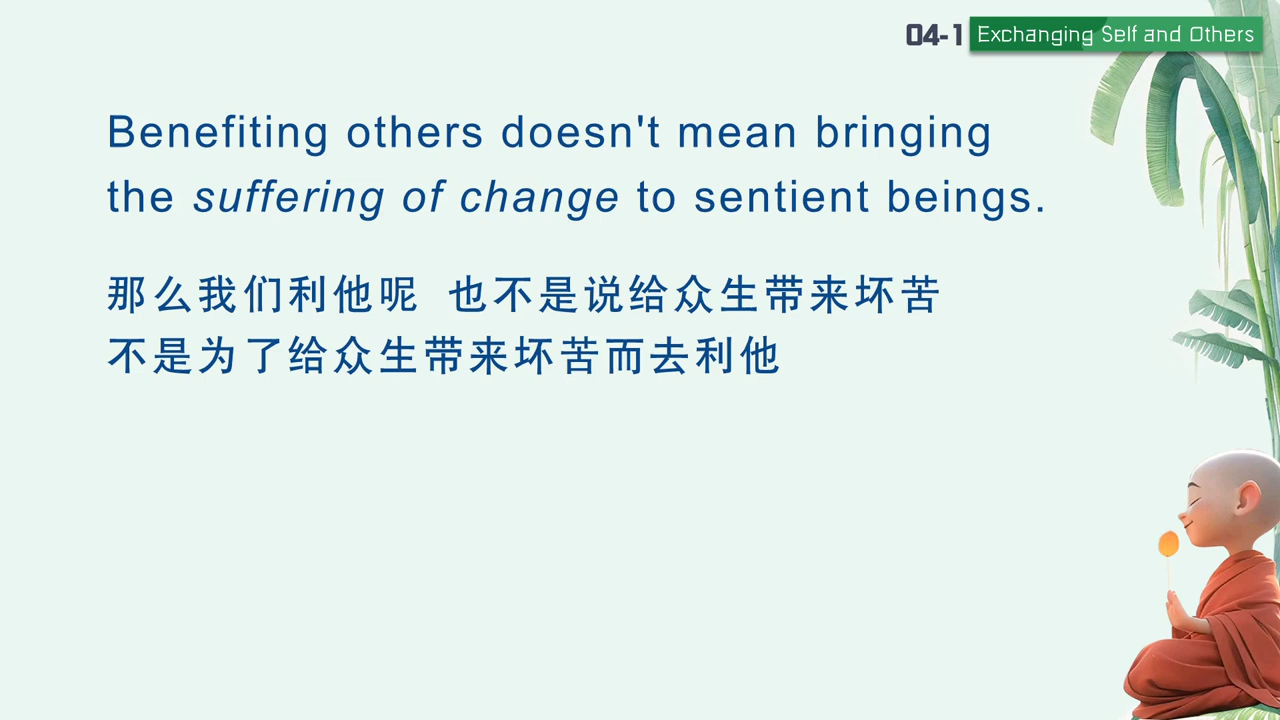 04-1 Exchanging Self and Others
Benefiting others doesn't mean bringing
the suffering of change to sentient beings.
那么我们利他呢 也不是说给众生带来坏苦
不是为了给众生带来坏苦而去利他